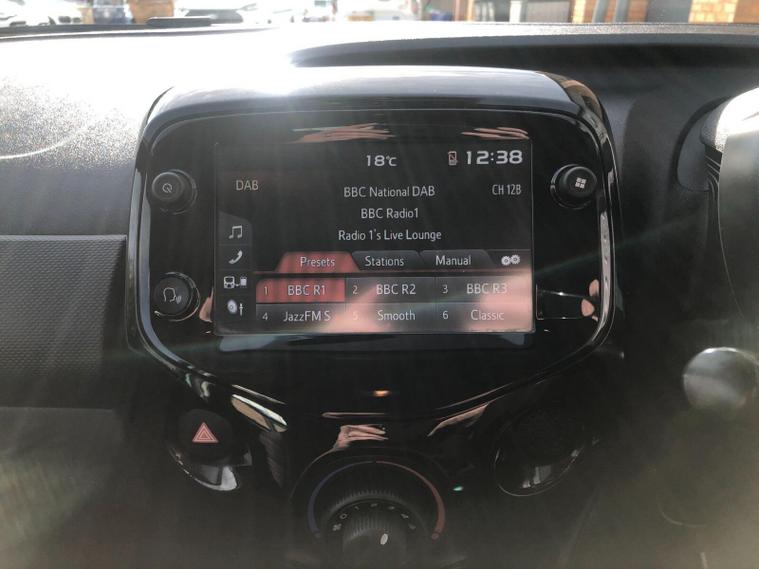 18°C 12:38
DAB BBC National DAB CH 12B
BBC Radio1
Radio 1's Live Lounge
Presets Stations Manual
1 BBC R1 2 BBC R2 3 BBC R3
4 JazzFM S 5 Smooth 6 Classic